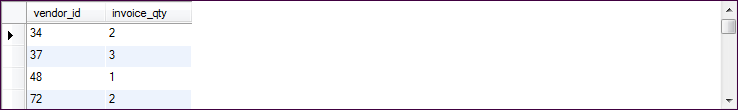 vendor_id invoice_qty
34 2
37 3
48 1
72 2